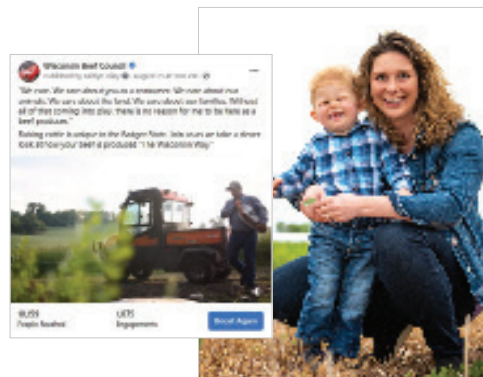 Wisconsin Beef Council
"We care. We care about you as a customer. We care about our
animals. We care about the land. We care about our families. Without
all of that coming into play, there is no reason for me to be here as a
beef producer."
Raising cattle is unique to the Badger State. Join us as we take a closer
look at how your beef is produced "The Wisconsin Way."
People Reached
Engagements
Boost Again